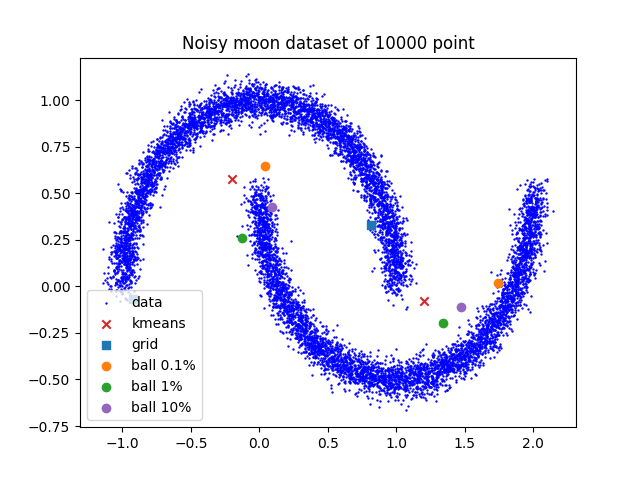 Noisy moon dataset of 10000 point
1.00
0.75
0.50
0.25
0.00
−0.25
−0.50
−0.75
data
kmeans
grid
ball 0.1%
ball 1%
ball 10%
−1.0 −0.5 0.0 0.5 1.0 1.5 2.0